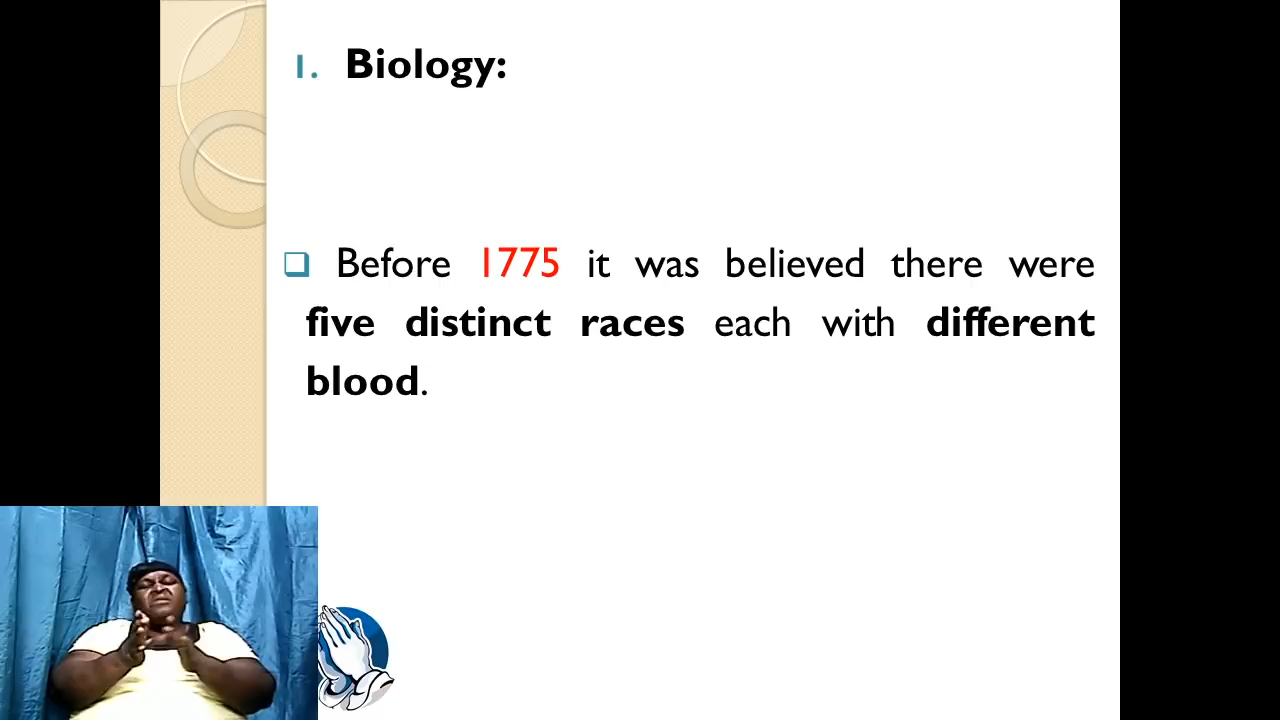 1. Biology:
Before 1775 it was believed there were
five distinct races each with different
blood.